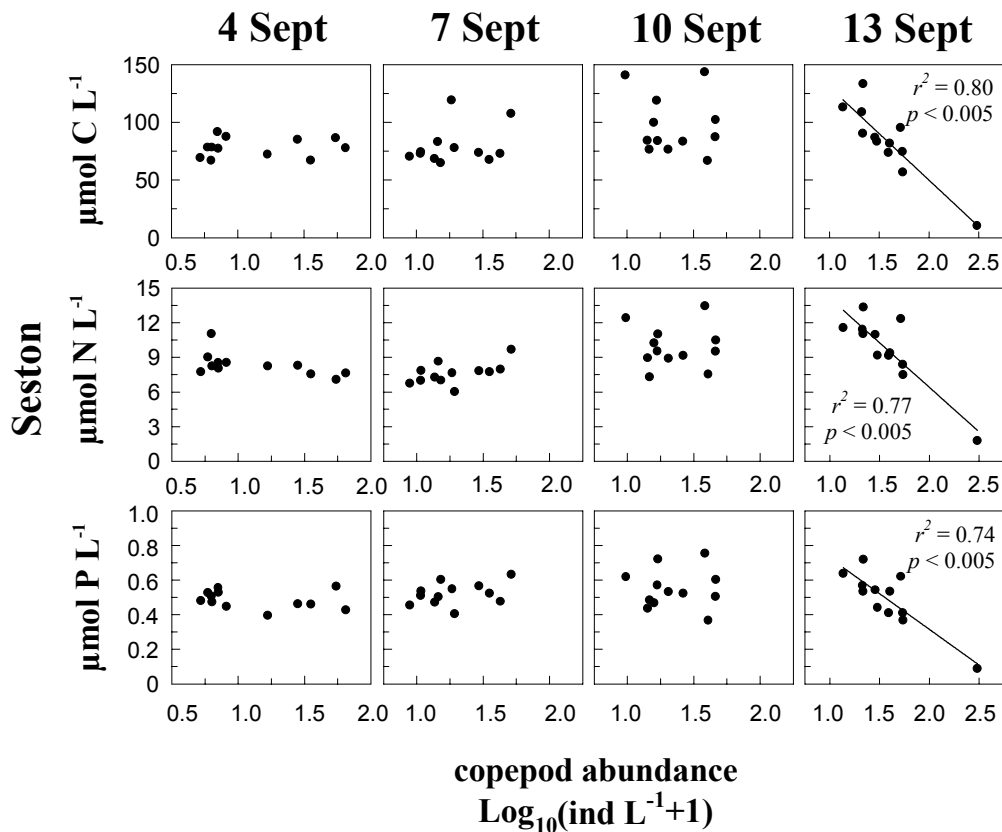 4 Sept 7 Sept 10 Sept 13 Sept
Seston
µmol C L⁻¹
150
100
50
0
r² = 0.80
p < 0.005
0.5 1.0 1.5 2.0 1.0 1.5 2.0 1.0 1.5 2.0 1.0 1.5 2.0 2.5
µmol N L⁻¹
15
12
9
6
3
0
r² = 0.77
p < 0.005
0.5 1.0 1.5 2.0 1.0 1.5 2.0 1.0 1.5 2.0 1.0 1.5 2.0 2.5
µmol P L⁻¹
1.0
0.8
0.6
0.4
0.2
0
r² = 0.74
p < 0.005
0.5 1.0 1.5 2.0 1.0 1.5 2.0 1.0 1.5 2.0 1.0 1.5 2.0 2.5
copepod abundance
Log₁₀(ind L⁻¹+1)